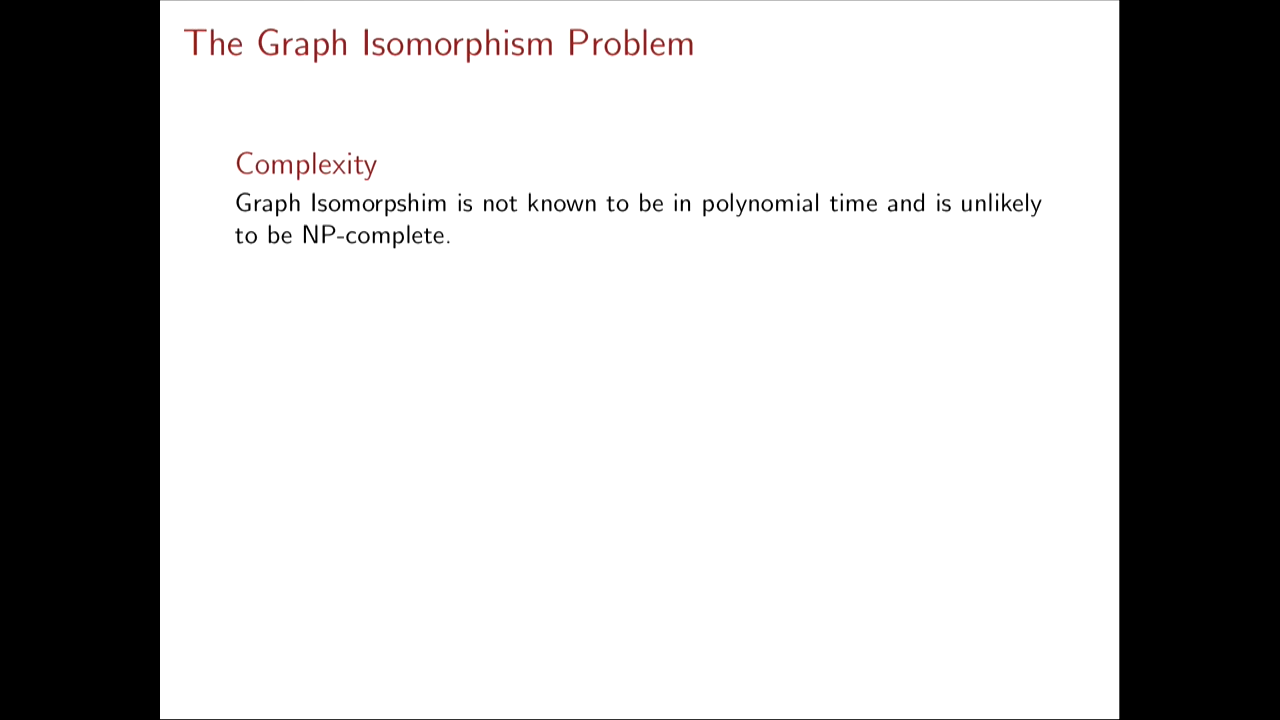 The Graph Isomorphism Problem
Complexity
Graph Isomorpshim is not known to be in polynomial time and is unlikely
to be NP-complete.